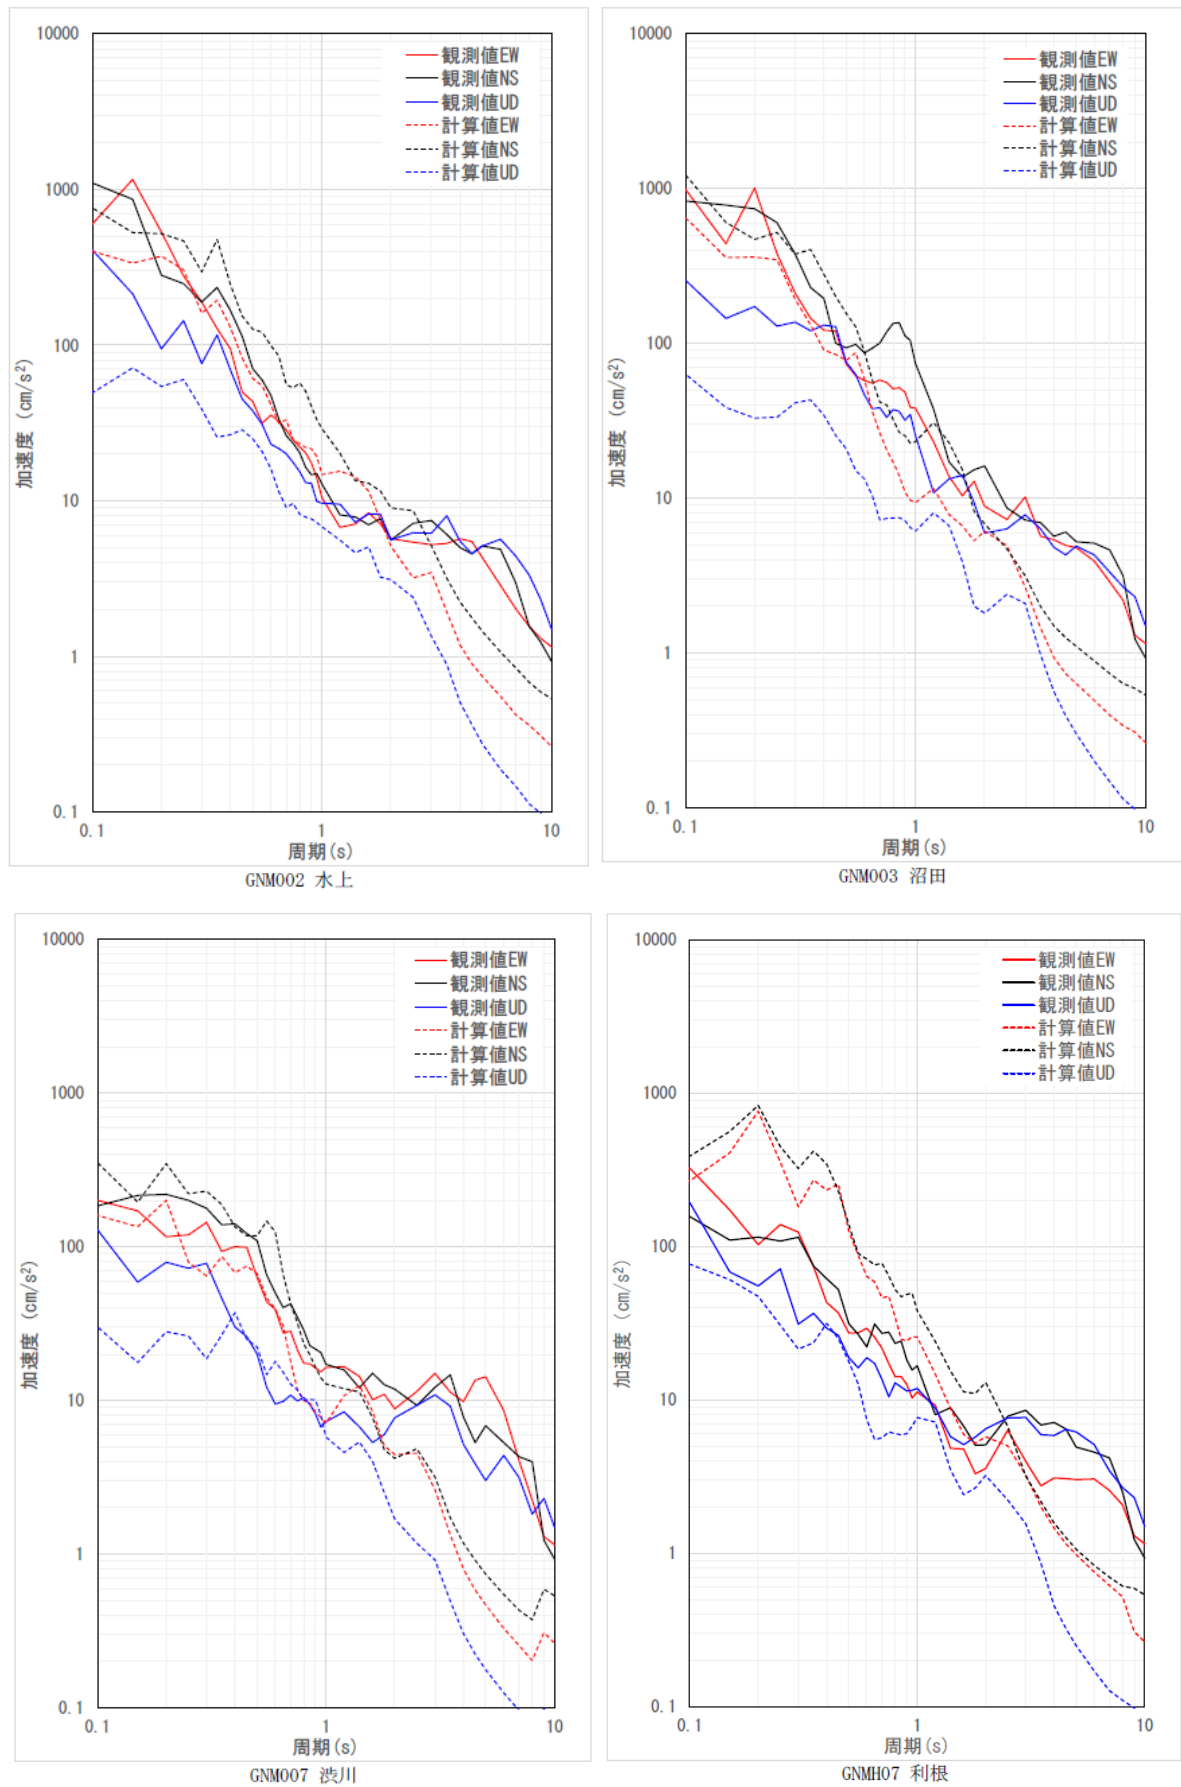 10000
1000
100
10
1
0.1
0.1
1
10
加速度 (cm/s²)
周期(s)
観測値EW
観測値NS
観測値UD
計算値EW
計算値NS
計算値UD
GNM002 水上
10000
1000
100
10
1
0.1
0.1
1
10
加速度 (cm/s²)
周期(s)
観測値EW
観測値NS
観測値UD
計算値EW
計算値NS
計算値UD
GNM003 沼田
10000
1000
100
10
1
0.1
0.1
1
10
加速度 (cm/s²)
周期(s)
観測値EW
観測値NS
観測値UD
計算値EW
計算値NS
計算値UD
GNM007 渋川
10000
1000
100
10
1
0.1
0.1
1
10
加速度 (cm/s²)
周期(s)
観測値EW
観測値NS
観測値UD
計算値EW
計算値NS
計算値UD
GNMH07 利根